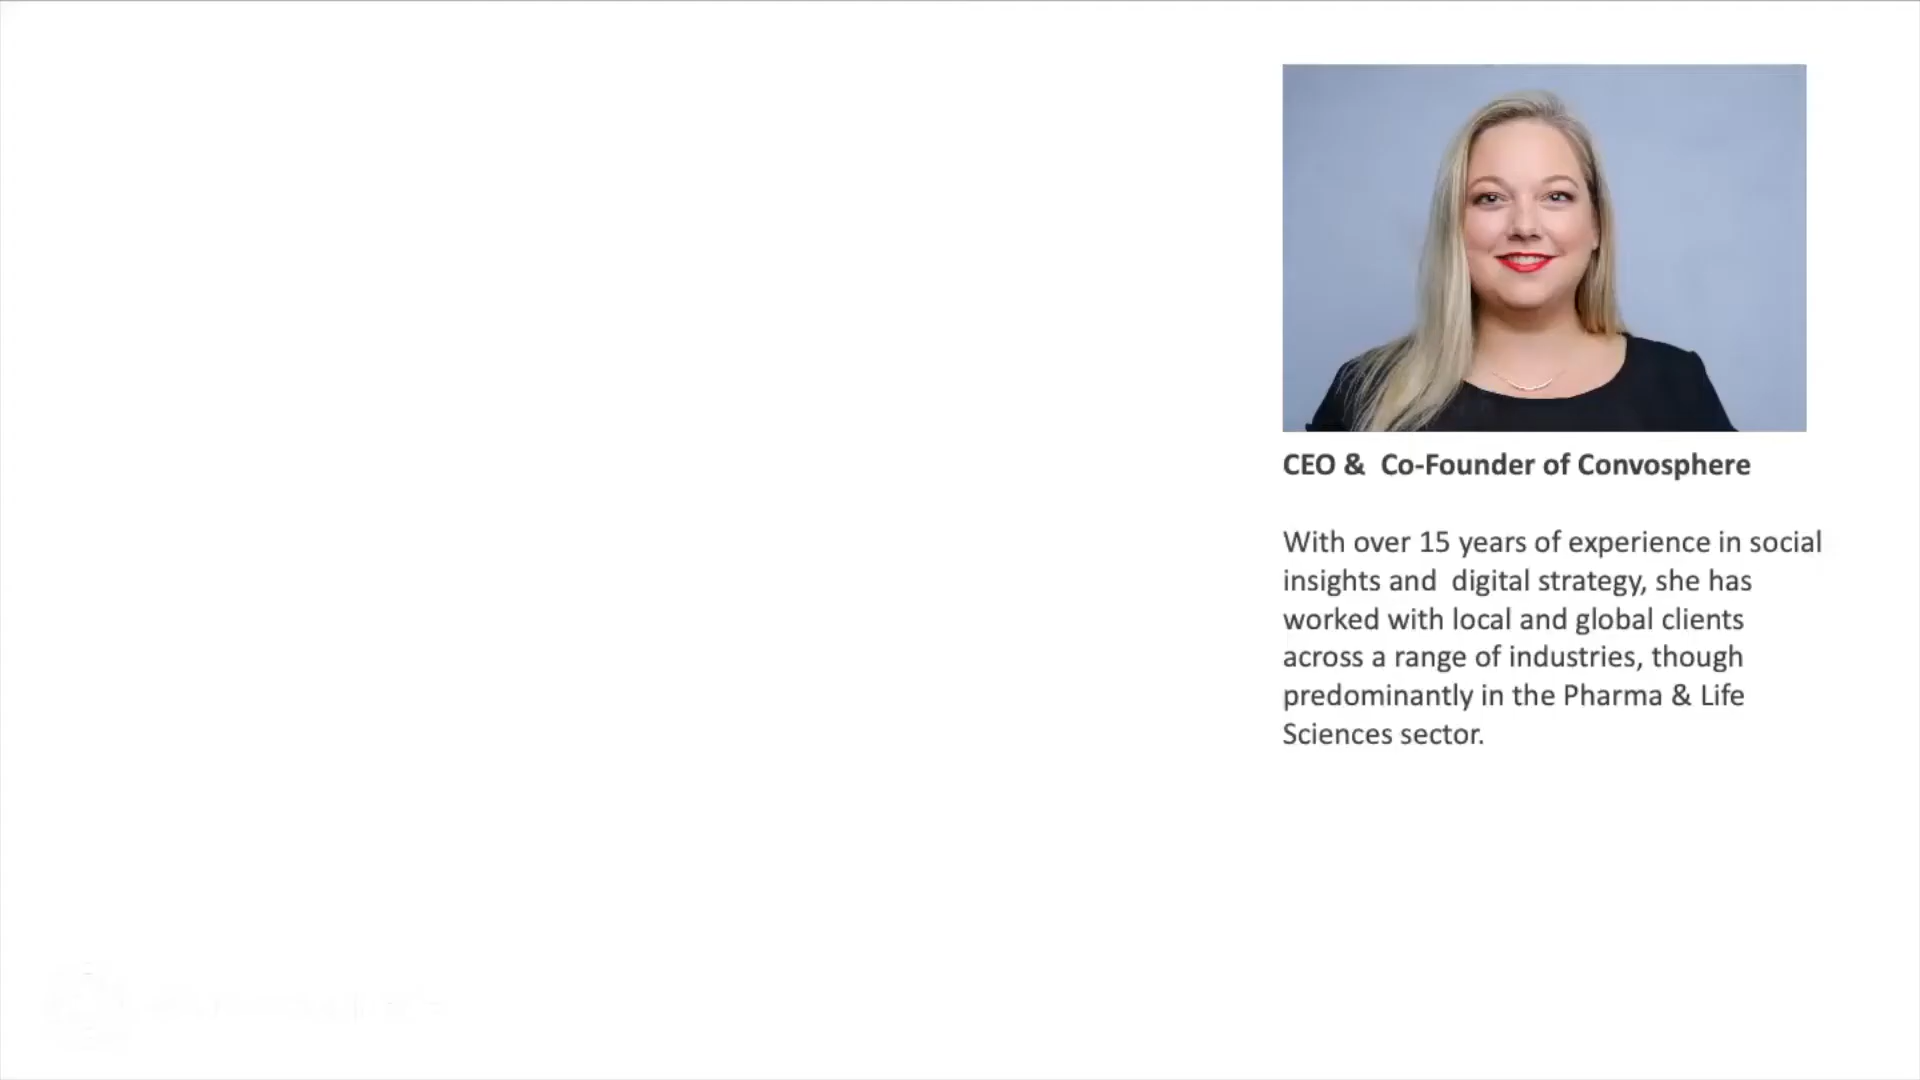 CEO &  Co-Founder of Convosphere
With over 15 years of experience in social
insights and  digital strategy, she has
worked with local and global clients
across a range of industries, though
predominantly in the Pharma & Life
Sciences sector.